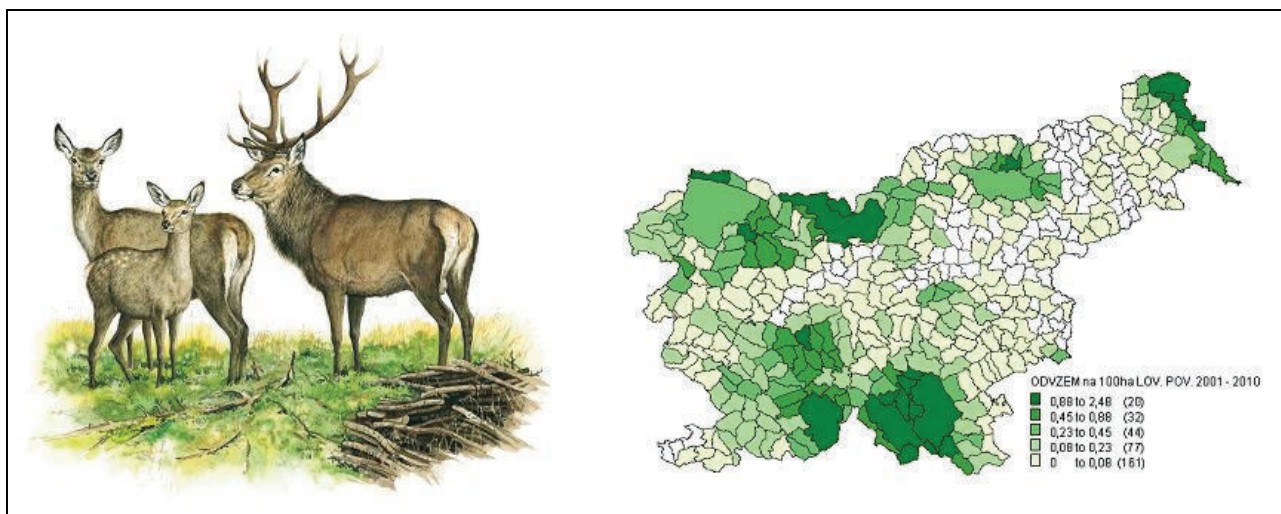 ODVZEM na 100ha LOV. POV. 2001 - 2010
0,88 to 2,48 (20)
0,45 to 0,88 (32)
0,23 to 0,45 (44)
0,08 to 0,23 (77)
0 to 0,08 (161)